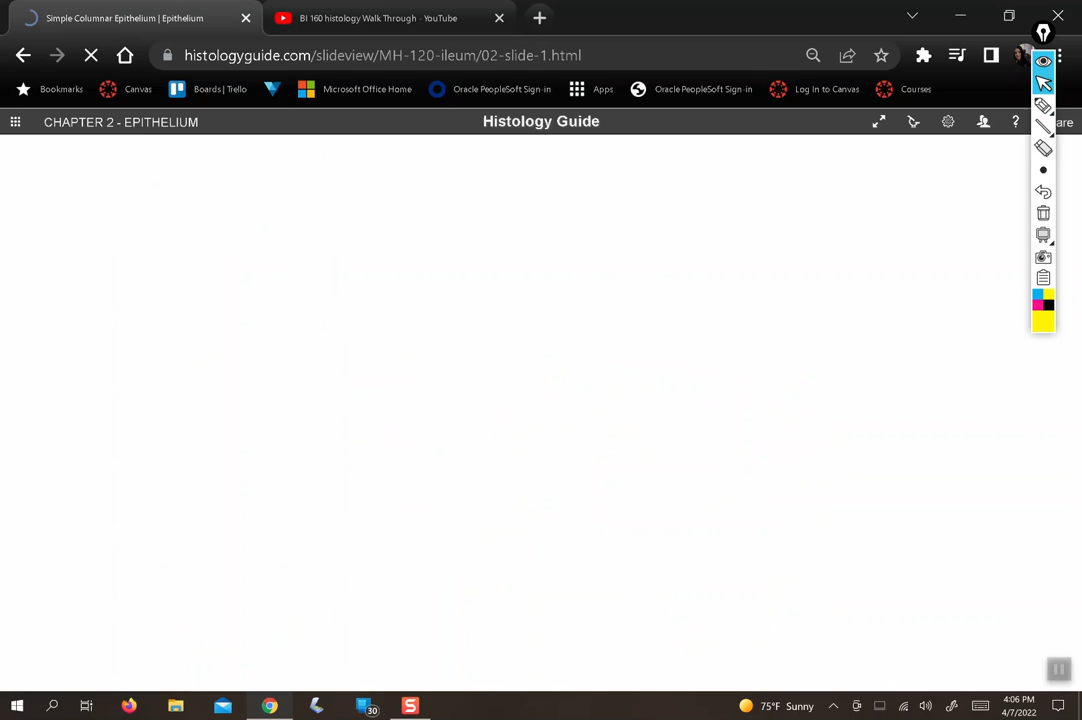 Simple Columnar Epithelium | Epithelium
BI 160 histology Walk Through - YouTube
histologyguide.com/slideview/MH-120-ileum/02-slide-1.html
Bookmarks
Canvas
Boards | Trello
Microsoft Office Home
Oracle PeopleSoft Sign-in
Apps
Oracle PeopleSoft Sign-in
Log In to Canvas
Courses
CHAPTER 2 - EPITHELIUM
Histology Guide
?
are
30
S
75°F Sunny
4:06 PM
4/7/2022